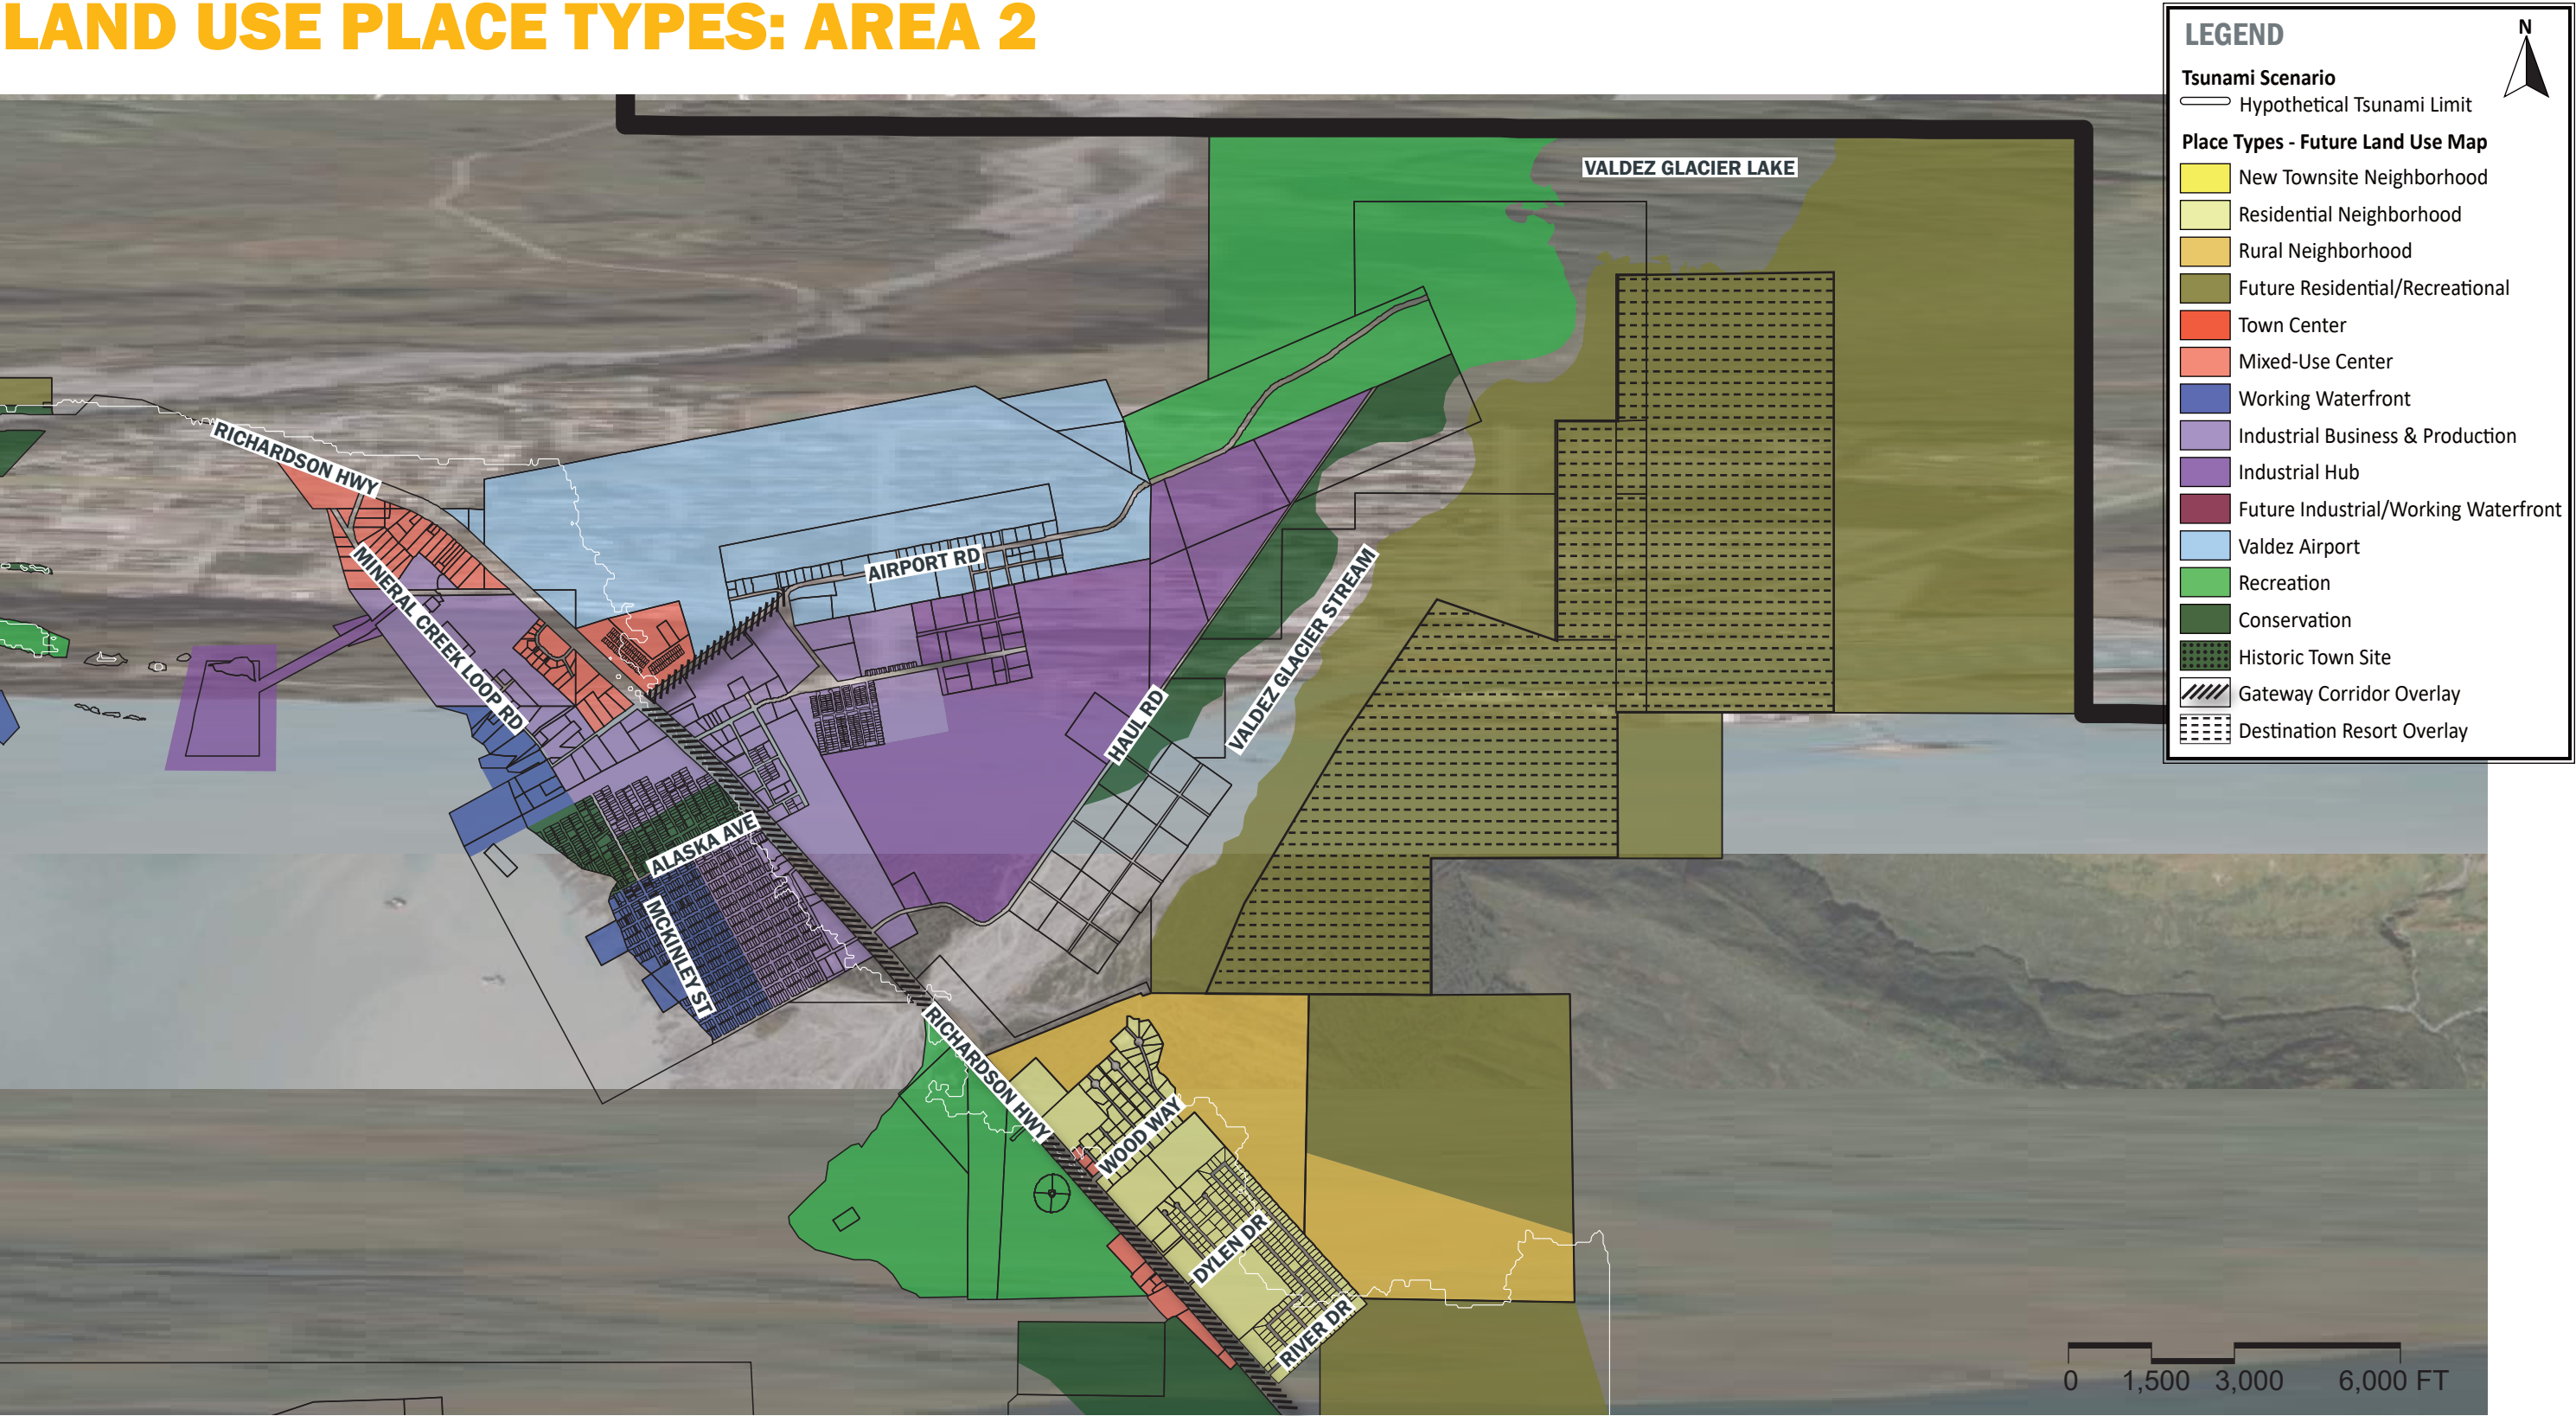 LAND USE PLACE TYPES: AREA 2
LEGEND
N
Tsunami Scenario
Hypothetical Tsunami Limit
Place Types - Future Land Use Map
New Townsite Neighborhood
Residential Neighborhood
Rural Neighborhood
Future Residential/Recreational
Town Center
Mixed-Use Center
Working Waterfront
Industrial Business & Production
Industrial Hub
Future Industrial/Working Waterfront
Valdez Airport
Recreation
Conservation
Historic Town Site
Gateway Corridor Overlay
Destination Resort Overlay
VALDEZ GLACIER LAKE
RICHARDSON HWY
AIRPORT RD
MINERAL CREEK LOOP RD
VALDEZ GLACIER STREAM
HAUL RD
ALASKA AVE
MCKINLEY ST
RICHARDSON HWY
WOOD WAY
DYLEN DR
RIVER DR
0 1,500 3,000 6,000 FT